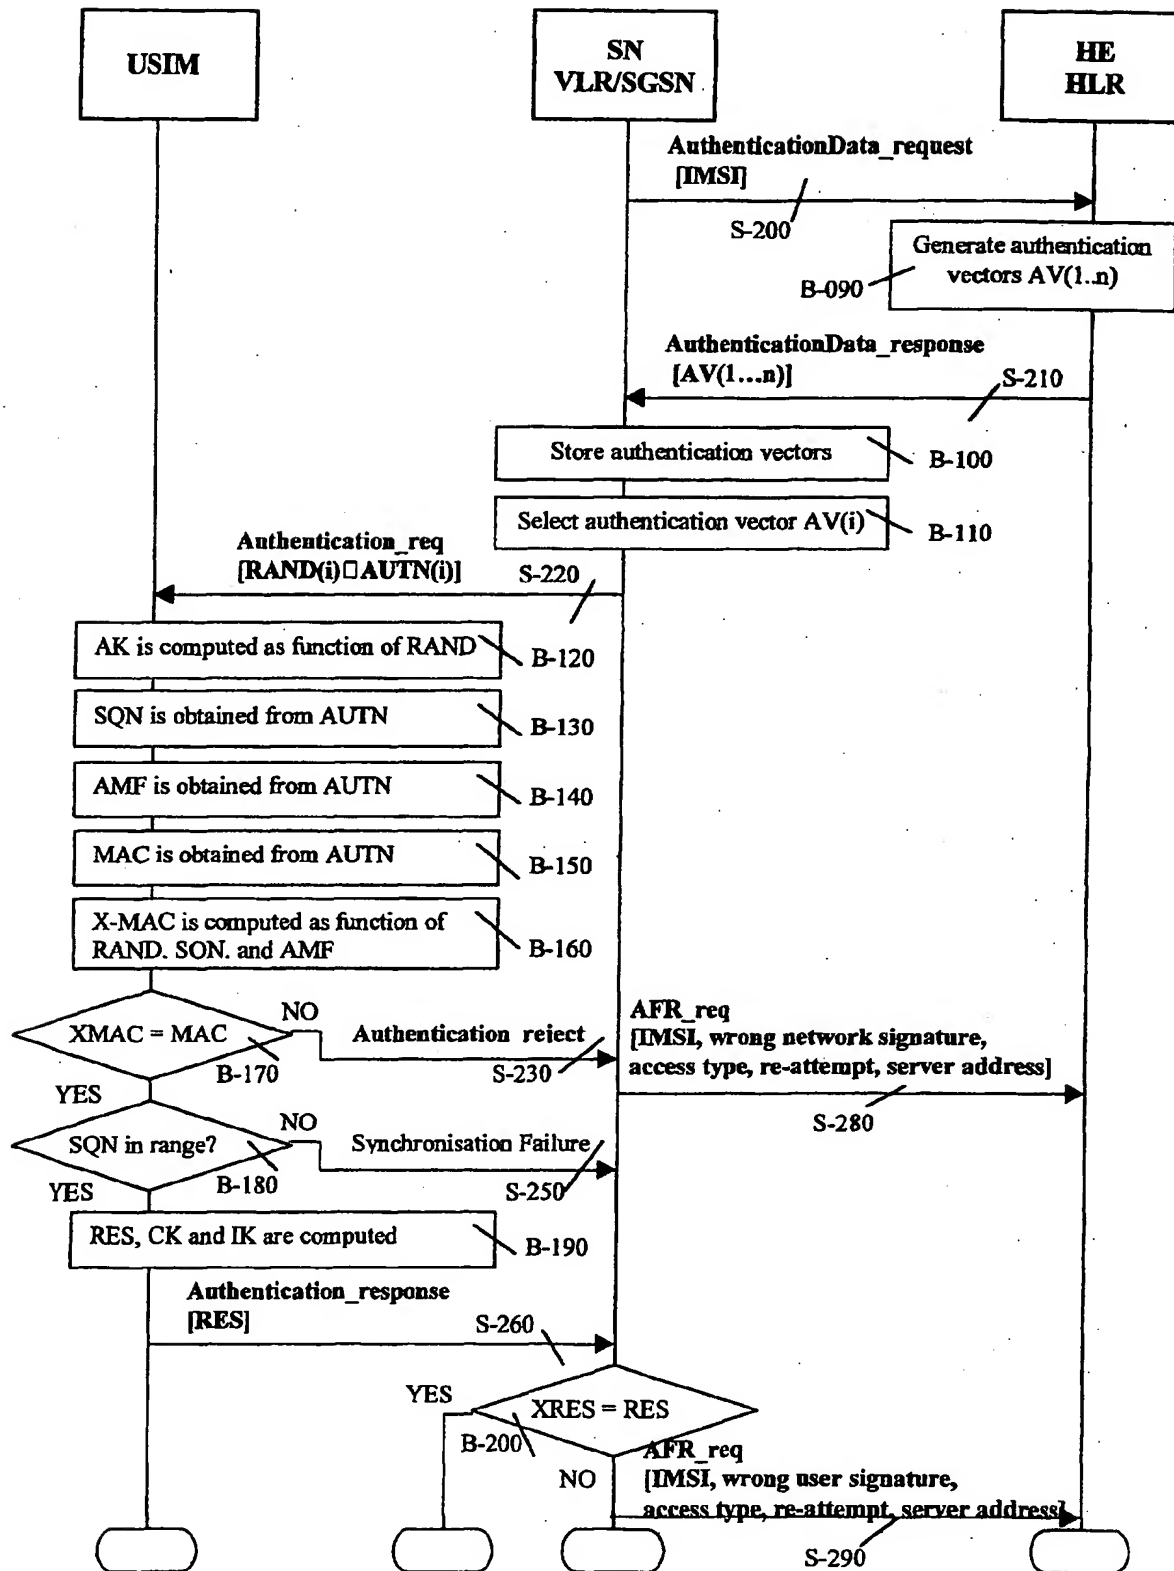 USIM
SN
VLR/SGSN
HE
HLR
AuthenticationData_request
[IMSI]
S-200
Generate authentication
vectors AV(1..n)
B-090
AuthenticationData_response
[AV(1...n)]
S-210
Store authentication vectors
B-100
Select authentication vector AV(i)
B-110
Authentication_req
[RAND(i)□AUTN(i)]
S-220
AK is computed as function of RAND
B-120
SQN is obtained from AUTN
B-130
AMF is obtained from AUTN
B-140
MAC is obtained from AUTN
B-150
X-MAC is computed as function of
RAND. SON. and AMF
B-160
XMAC = MAC
NO
B-170
YES
Authentication reject
S-230
AFR_req
[IMSI, wrong network signature,
access type, re-attempt, server address]
S-280
SQN in range?
NO
B-180
YES
Synchronisation Failure
S-250
RES, CK and IK are computed
B-190
Authentication_response
[RES]
S-260
YES
XRES = RES
B-200
NO
AFR_req
[IMSI, wrong user signature,
access type, re-attempt, server address]
S-290